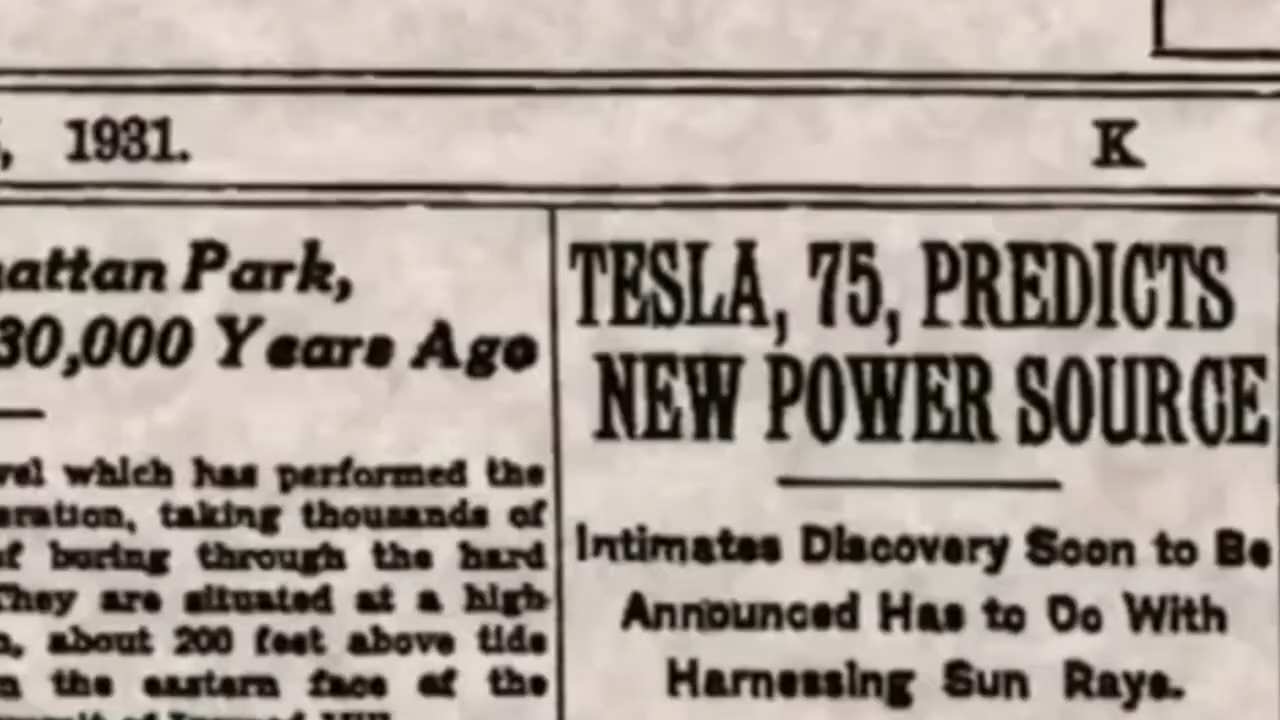 , 1931.
K
hattan Park,
30,000 Years Ago
vel which has performed the
eration, taking thousands of
of boring through the hard
They are situated at a high
about 200 feet above tide
the eastern face of the
TESLA, 75, PREDICTS
NEW POWER SOURCE
Intimates Discovery Soon to Be
Announced Has to Do With
Harnessing Sun Rays.